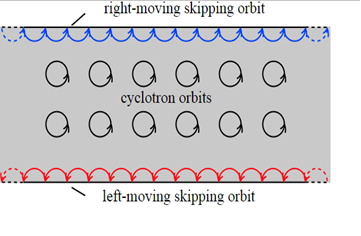 right-moving skipping orbit
cyclotron orbits
left-moving skipping orbit